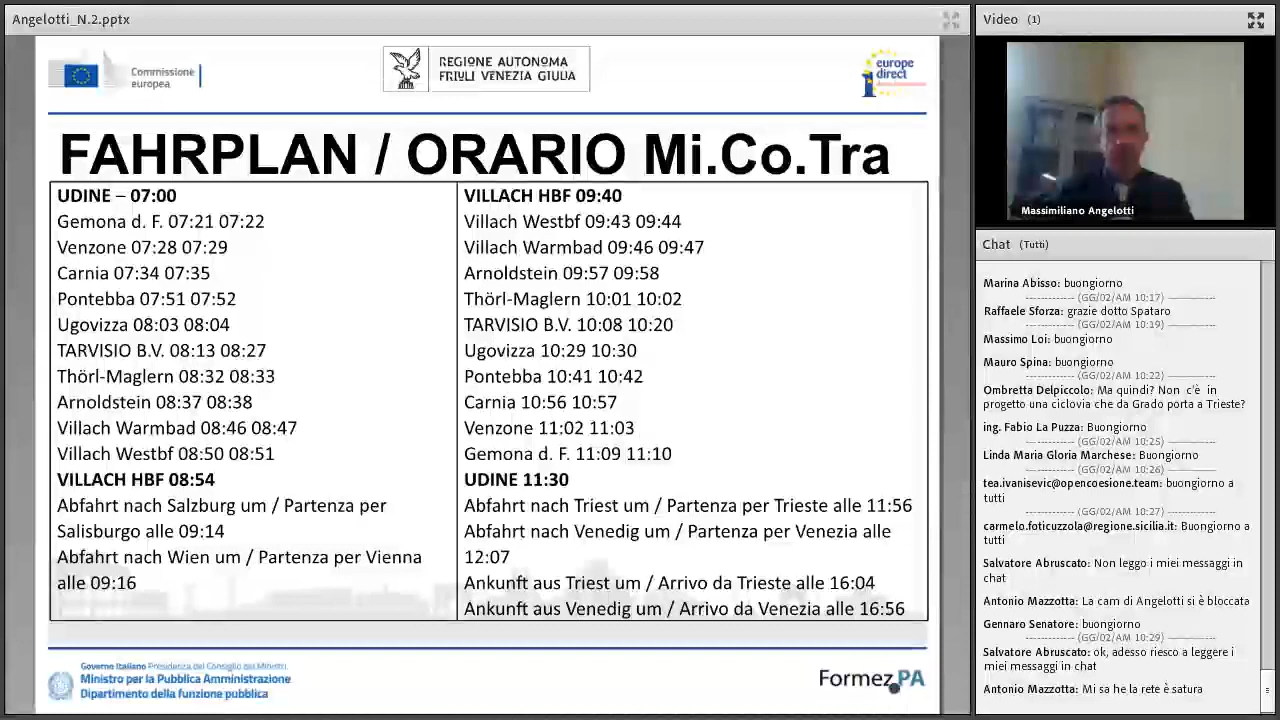 Angelotti_N.2.pptx
Commissione
europea
REGIONE AUTONOMA
FRIULI VENEZIA GIULIA
europe
direct
FAHRPLAN / ORARIO Mi.Co.Tra
UDINE – 07:00
Gemona d. F. 07:21 07:22
Venzone 07:28 07:29
Carnia 07:34 07:35
Pontebba 07:51 07:52
Ugovizza 08:03 08:04
TARVISIO B.V. 08:13 08:27
Thörl-Maglern 08:32 08:33
Arnoldstein 08:37 08:38
Villach Warmbad 08:46 08:47
Villach Westbf 08:50 08:51
VILLACH HBF 08:54
Abfahrt nach Salzburg um / Partenza per
Salisburgo alle 09:14
Abfahrt nach Wien um / Partenza per Vienna
alle 09:16
VILLACH HBF 09:40
Villach Westbf 09:43 09:44
Villach Warmbad 09:46 09:47
Arnoldstein 09:57 09:58
Thörl-Maglern 10:01 10:02
TARVISIO B.V. 10:08 10:20
Ugovizza 10:29 10:30
Pontebba 10:41 10:42
Carnia 10:56 10:57
Venzone 11:02 11:03
Gemona d. F. 11:09 11:10
UDINE 11:30
Abfahrt nach Triest um / Partenza per Trieste alle 11:56
Abfahrt nach Venedig um / Partenza per Venezia alle
12:07
Ankunft aus Triest um / Arrivo da Trieste alle 16:04
Ankunft aus Venedig um / Arrivo da Venezia alle 16:56
Governo Italiano Presidenza del Consiglio dei Ministri
Ministro per la Pubblica Amministrazione
Dipartimento della funzione pubblica
Formez PA
Video (1)
Massimiliano Angelotti
Chat (Tutti)
Marina Abisso: buongiorno
------------ (GG/02/AM 10:17) ------------
Raffaele Sforza: grazie dotto Spataro
------------ (GG/02/AM 10:19) ------------
Massimo Loi: buongiorno
Mauro Spina: buongiorno
------------ (GG/02/AM 10:22) ------------
Ombretta Delpiccolo: Ma quindi? Non c'è in
progetto una ciclovia che da Grado porta a Trieste?
ing. Fabio La Puzza: Buongiorno
------------ (GG/02/AM 10:25) ------------
Linda Maria Gloria Marchese: Buongiorno
------------ (GG/02/AM 10:26) ------------
tea.ivanisevic@opencoesione.team: buongiorno a
tutti
------------ (GG/02/AM 10:27) ------------
carmelo.foticuzzola@regione.sicilia.it: Buongiorno a
tutti
Salvatore Abruscato: Non leggo i miei messaggi in
chat
Antonio Mazzotta: La cam di Angelotti si è bloccata
Gennaro Senatore: buongiorno
------------ (GG/02/AM 10:29) ------------
Salvatore Abruscato: ok, adesso riesco a leggere i
miei messaggi in chat
Antonio Mazzotta: Mi sa he la rete è satura